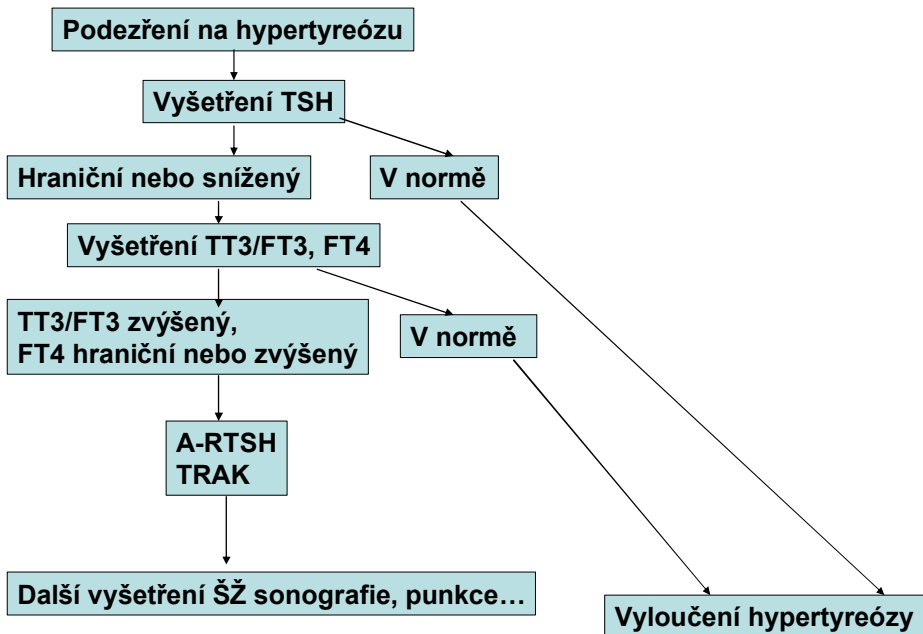 Podezření na hypertyreózu
Vyšetření TSH
Hraniční nebo snížený
V normě
Vyšetření TT3/FT3, FT4
TT3/FT3 zvýšený,
FT4 hraniční nebo zvýšený
V normě
A-RTSH
TRAK
Další vyšetření ŠŽ sonografie, punkce…
Vyloučení hypertyreózy